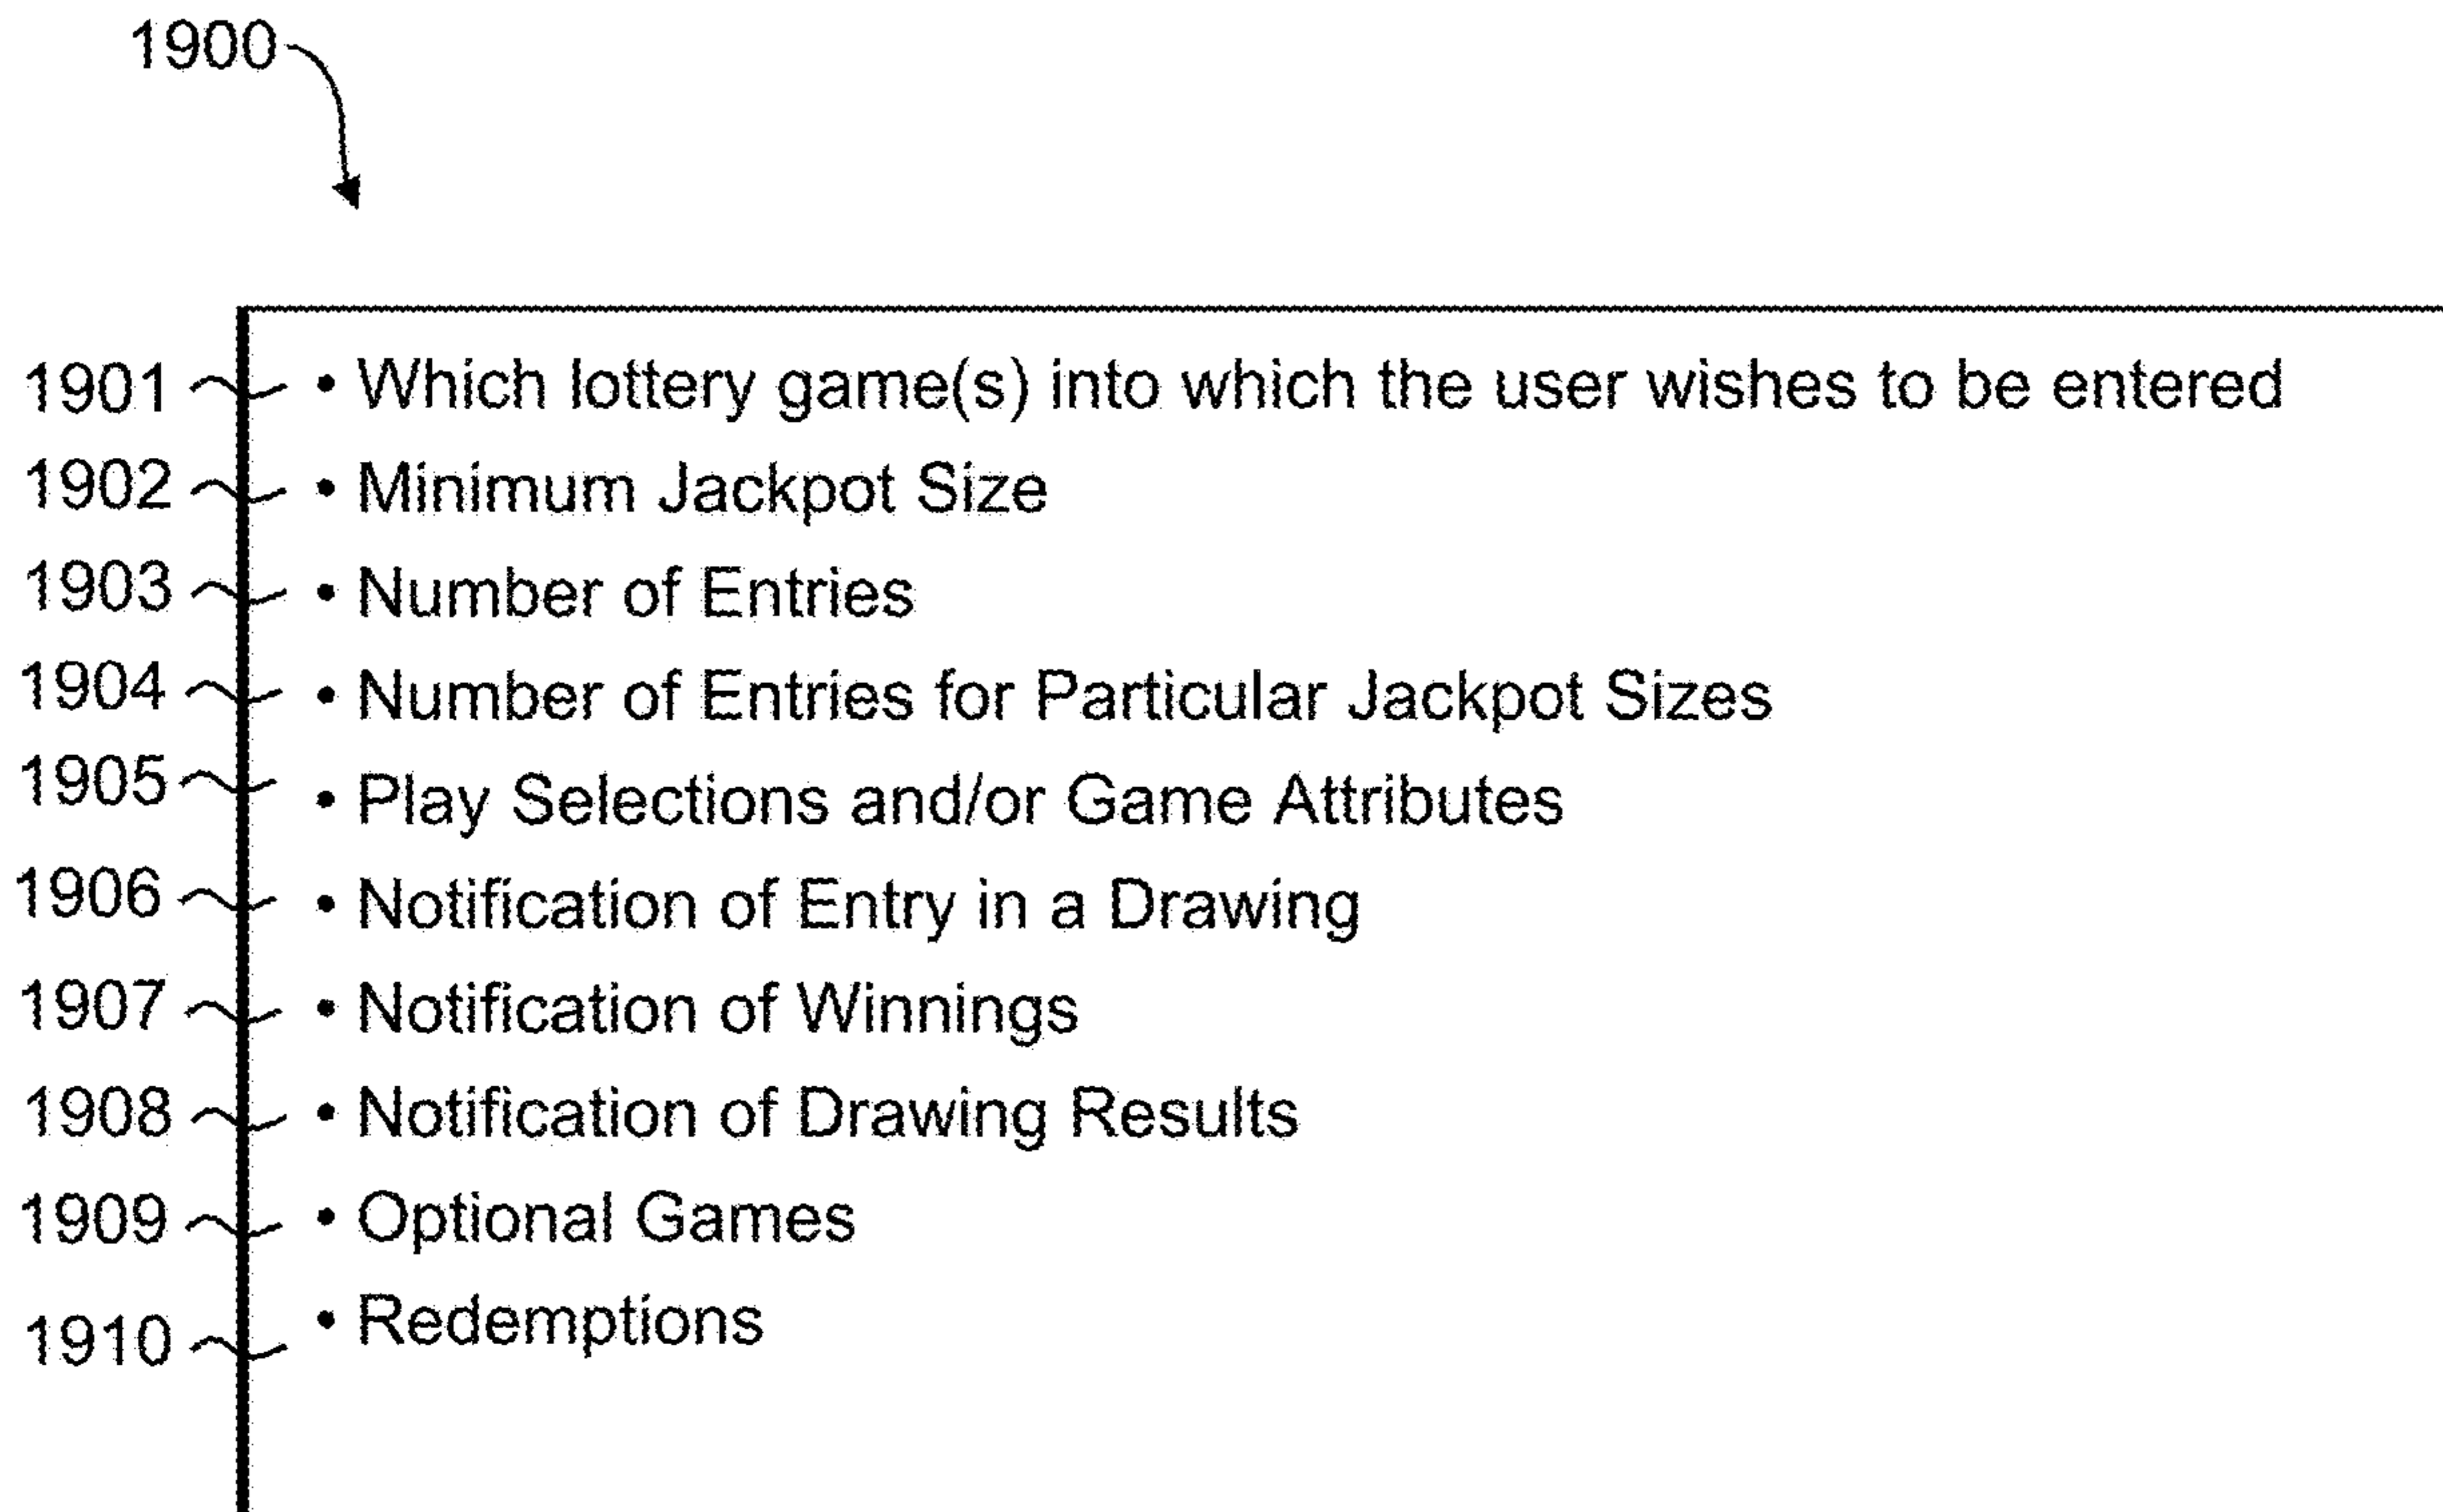 1900
1901 • Which lottery game(s) into which the user wishes to be entered
1902 • Minimum Jackpot Size
1903 • Number of Entries
1904 • Number of Entries for Particular Jackpot Sizes
1905 • Play Selections and/or Game Attributes
1906 • Notification of Entry in a Drawing
1907 • Notification of Winnings
1908 • Notification of Drawing Results
1909 • Optional Games
1910 • Redemptions